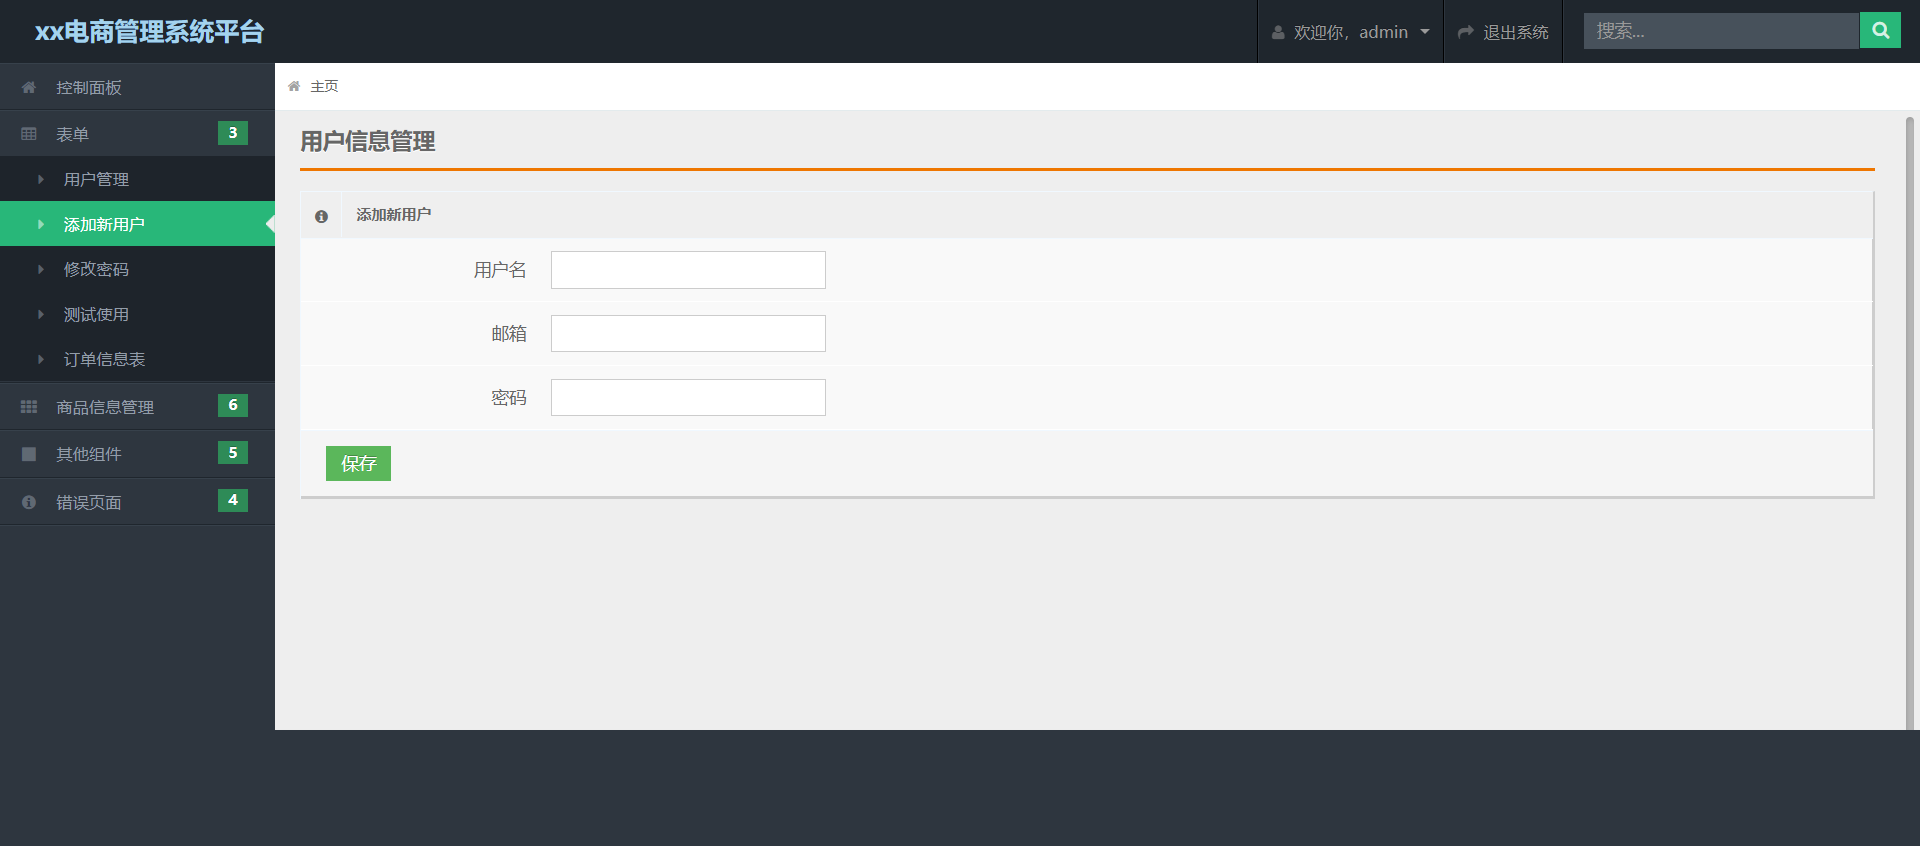 xx电商管理系统平台
欢迎你，admin
退出系统
搜索...
控制面板
表单 3
用户管理
添加新用户
修改密码
测试使用
订单信息表
商品信息管理 6
其他组件 5
错误页面 4
主页
用户信息管理
添加新用户
用户名
邮箱
密码
保存